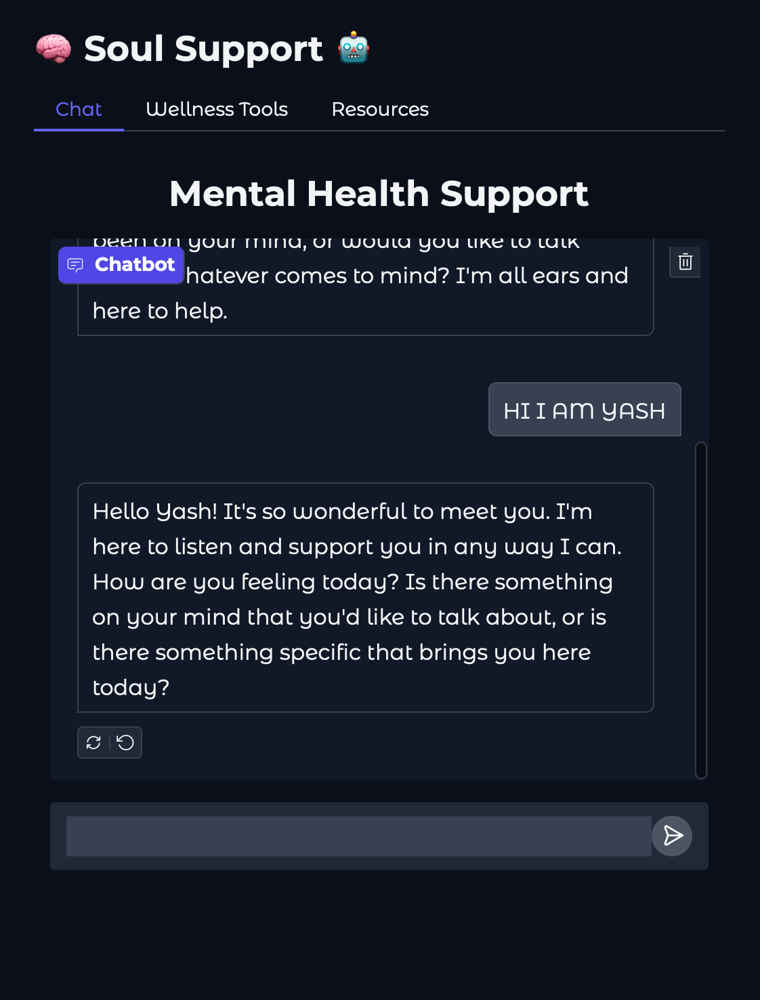 🧠 Soul Support 🤖
Chat Wellness Tools Resources
Mental Health Support
been on your mind, or would you like to talk
Chatbot
hatever comes to mind? I'm all ears and
here to help.
HI I AM YASH
Hello Yash! It's so wonderful to meet you. I'm
here to listen and support you in any way I can.
How are you feeling today? Is there something
on your mind that you'd like to talk about, or is
there something specific that brings you here
today?